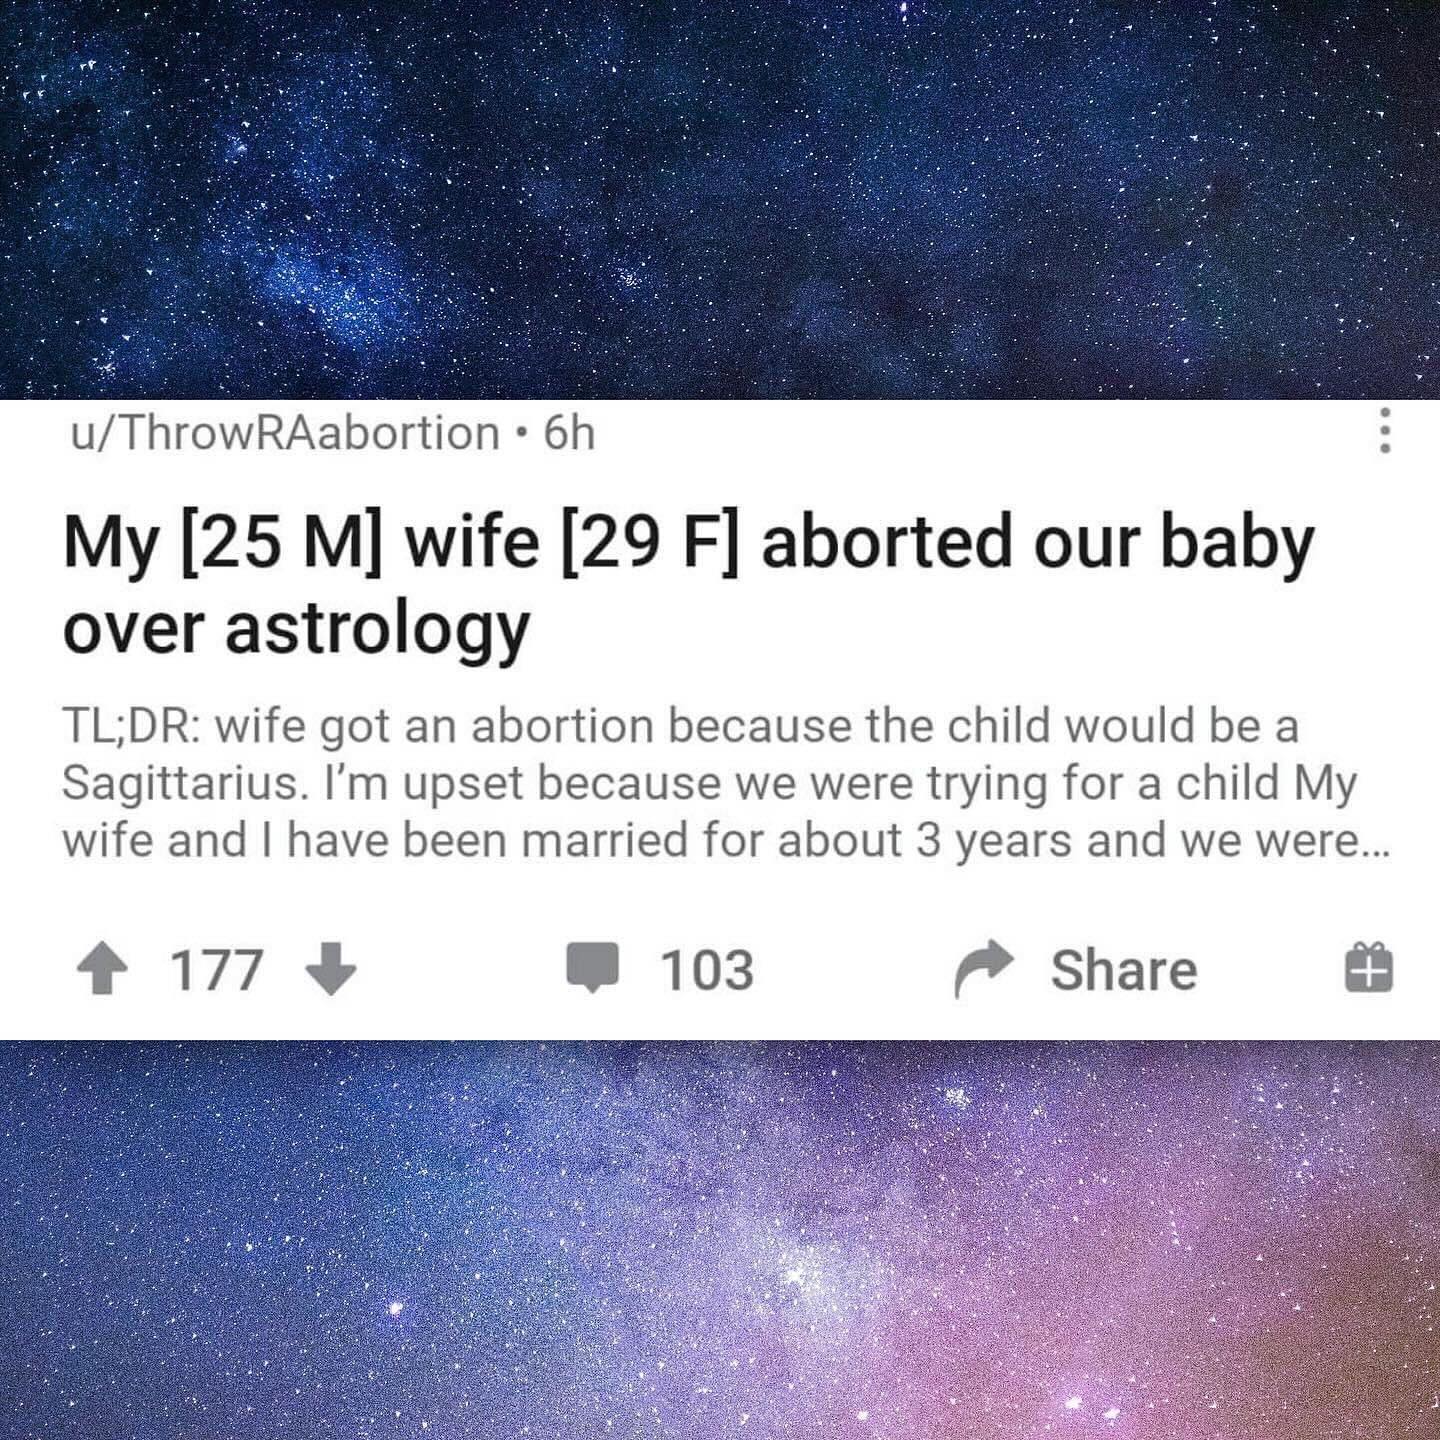 u/ThrowRAabortion • 6h
My [25 M] wife [29 F] aborted our baby
over astrology
TL;DR: wife got an abortion because the child would be a
Sagittarius. I’m upset because we were trying for a child My
wife and I have been married for about 3 years and we were...
177 103 Share